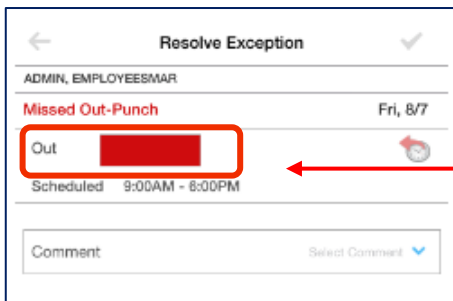 Resolve Exception
ADMIN, EMPLOYEESMAR
Missed Out-Punch Fri, 8/7
Out
Scheduled 9:00AM - 6:00PM
Comment Select Comment